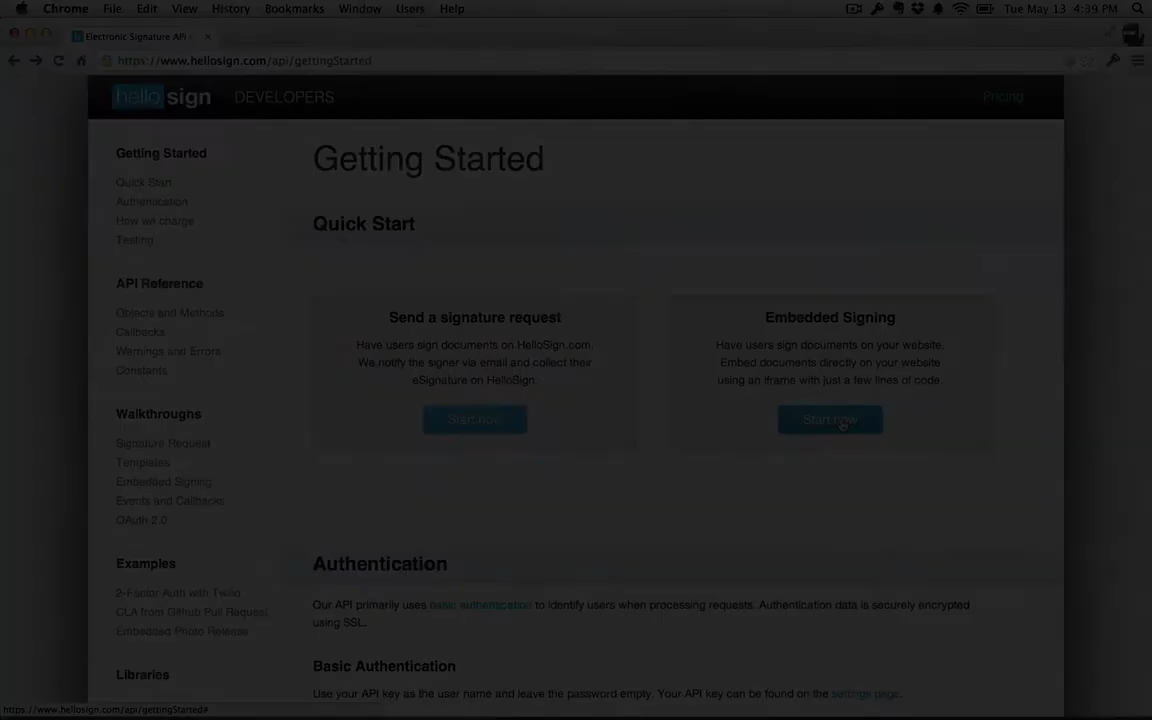 Chrome File Edit View History Bookmarks Window Users Help Tue May 13 4:39 PM
Electronic Signature API
https://www.hellosign.com/api/gettingStarted
hellosign DEVELOPERS Pricing
Getting Started
Quick Start
Authentication
How we charge
Testing
API Reference
Objects and Methods
Callbacks
Warnings and Errors
Constants
Walkthroughs
Signature Request
Templates
Embedded Signing
Events and Callbacks
OAuth 2.0
Examples
2-Factor Auth with Twilio
CLA from Github Pull Request
Embedded Photo Release
Libraries
Getting Started
Quick Start
Send a signature request
Have users sign documents on HelloSign.com.
We notify the signer via email and collect their
eSignature on HelloSign.
Start now
Embedded Signing
Have users sign documents on your website.
Embed documents directly on your website
using an iframe with just a few lines of code.
Start now
Authentication
Our API primarily uses basic authentication to identify users when processing requests. Authentication data is securely encrypted
using SSL.
Basic Authentication
Use your API key as the user name and leave the password empty. Your API key can be found on the settings page.
https://www.hellosign.com/api/gettingStarted#